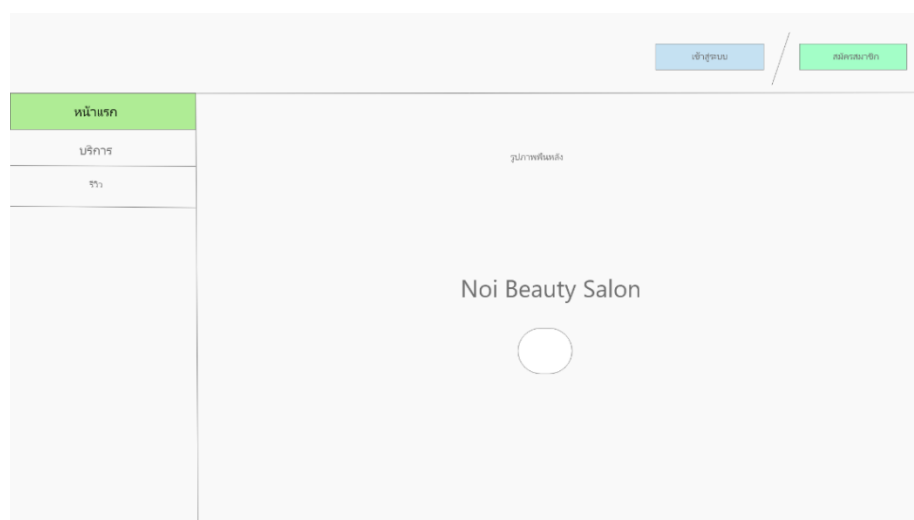 เข้าสู่ระบบ
สมัครสมาชิก
หน้าแรก
บริการ
รีวิว
รูปภาพพื้นหลัง
Noi Beauty Salon